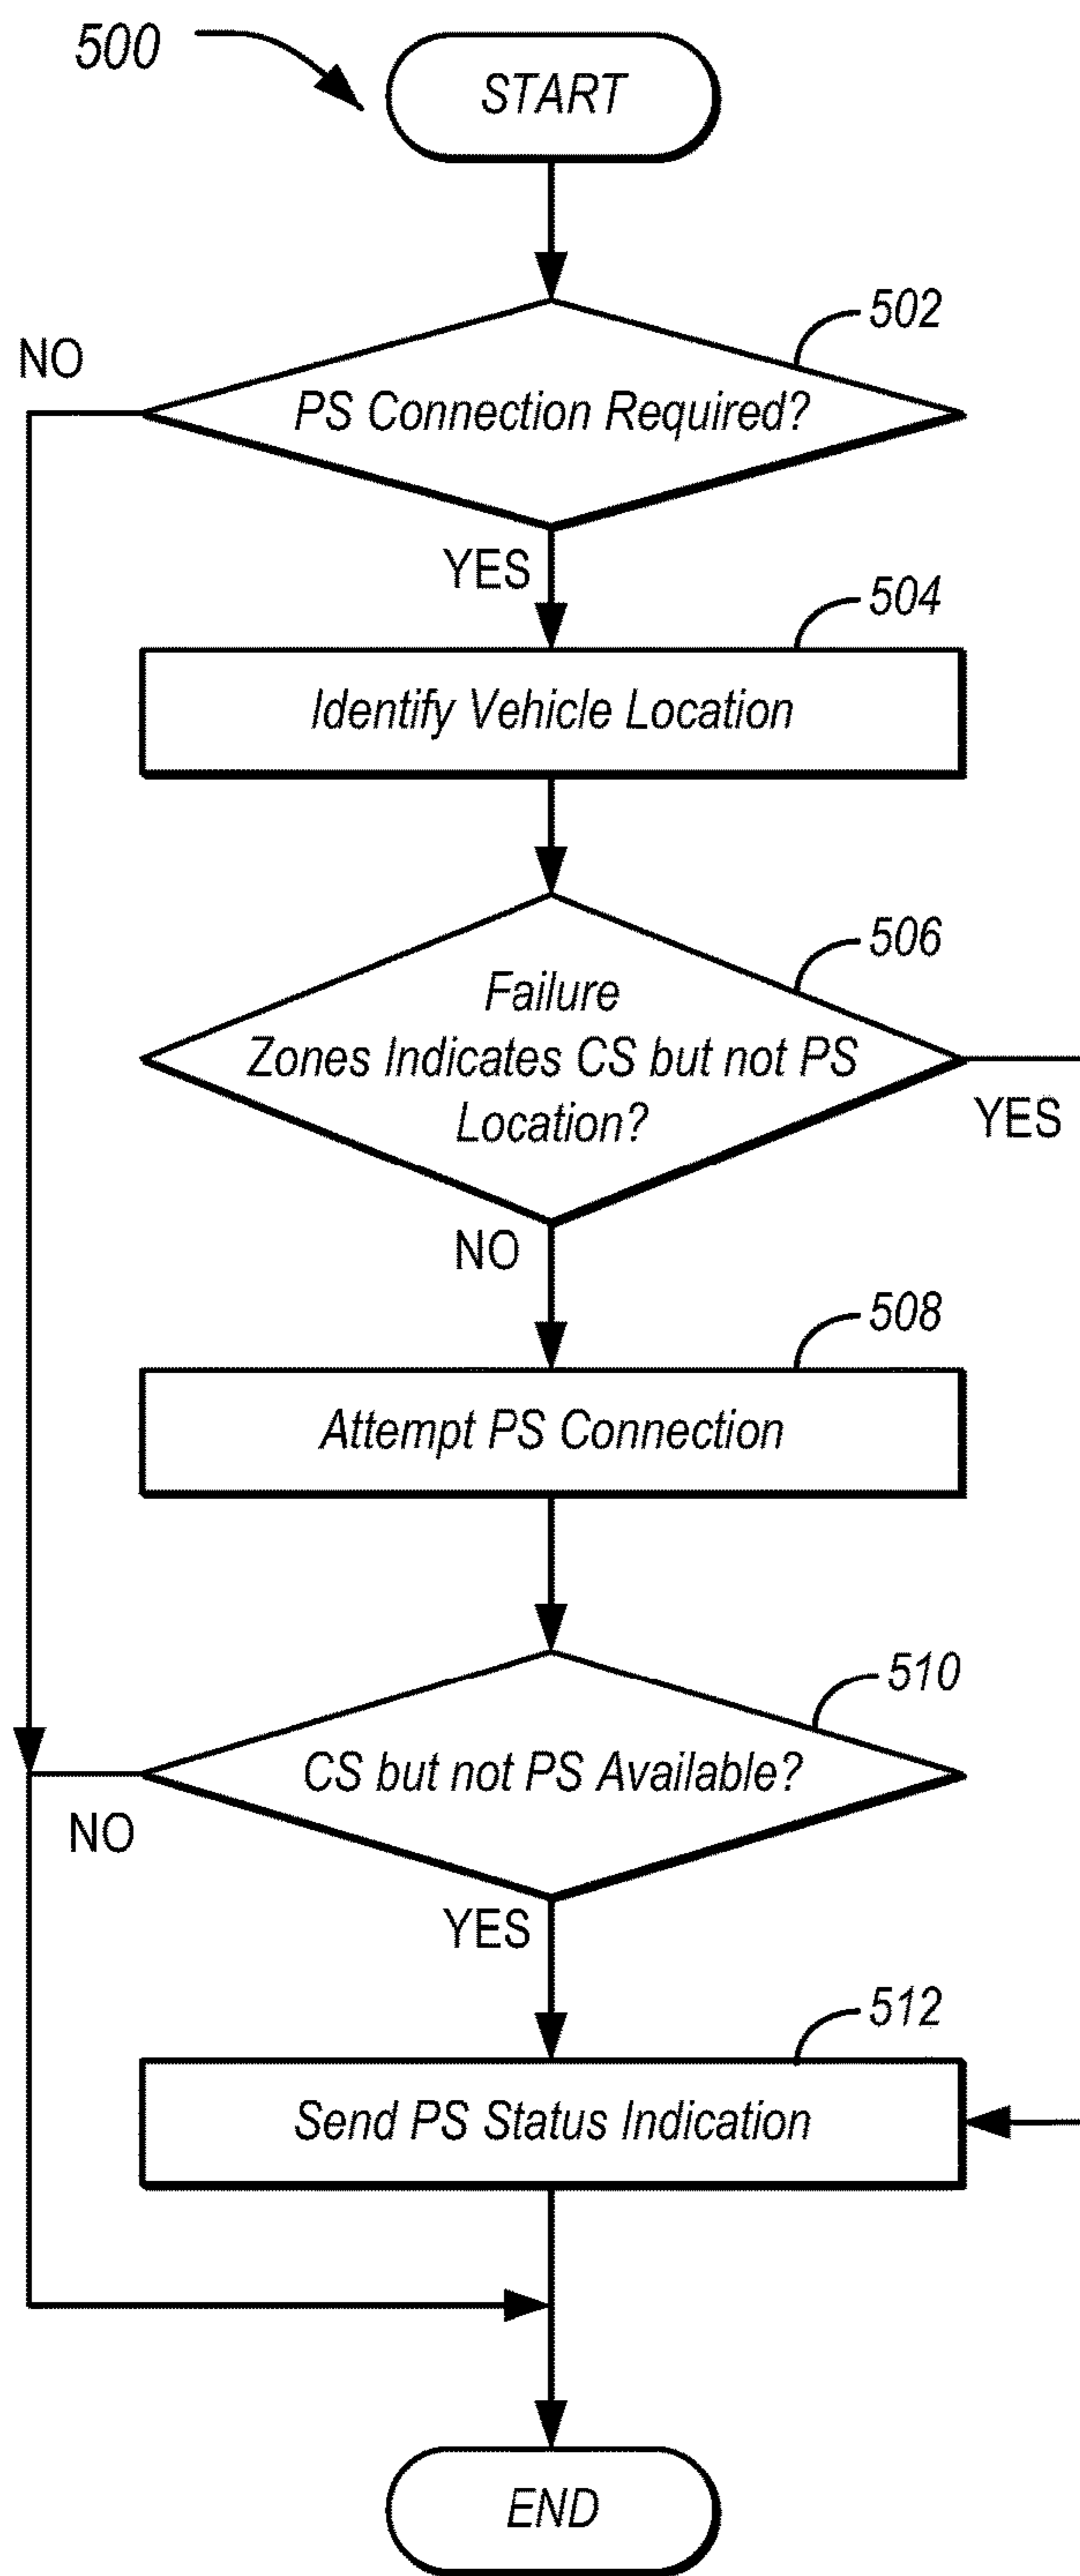 500
START
502
NO
PS Connection Required?
YES
504
Identify Vehicle Location
506
Failure
Zones Indicates CS but not PS
Location?
YES
NO
508
Attempt PS Connection
510
CS but not PS Available?
NO
YES
512
Send PS Status Indication
END